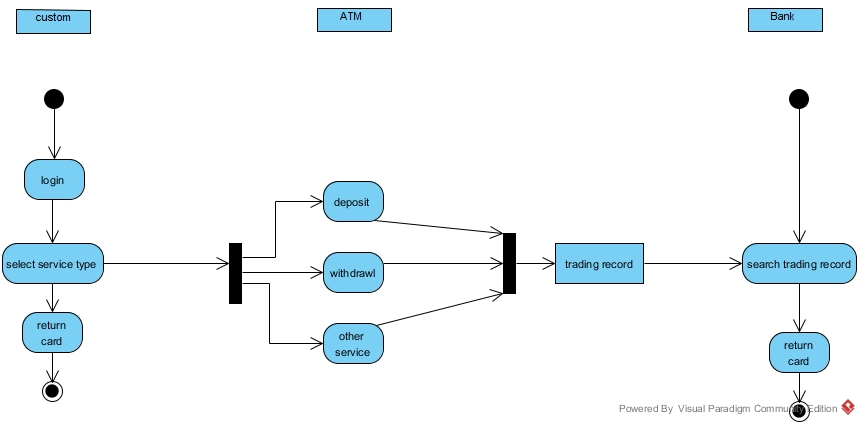 custom
ATM
Bank
login
deposit
select service type
withdrawl
trading record
search trading record
return
card
other
service
return
card
Powered By Visual Paradigm Community Edition